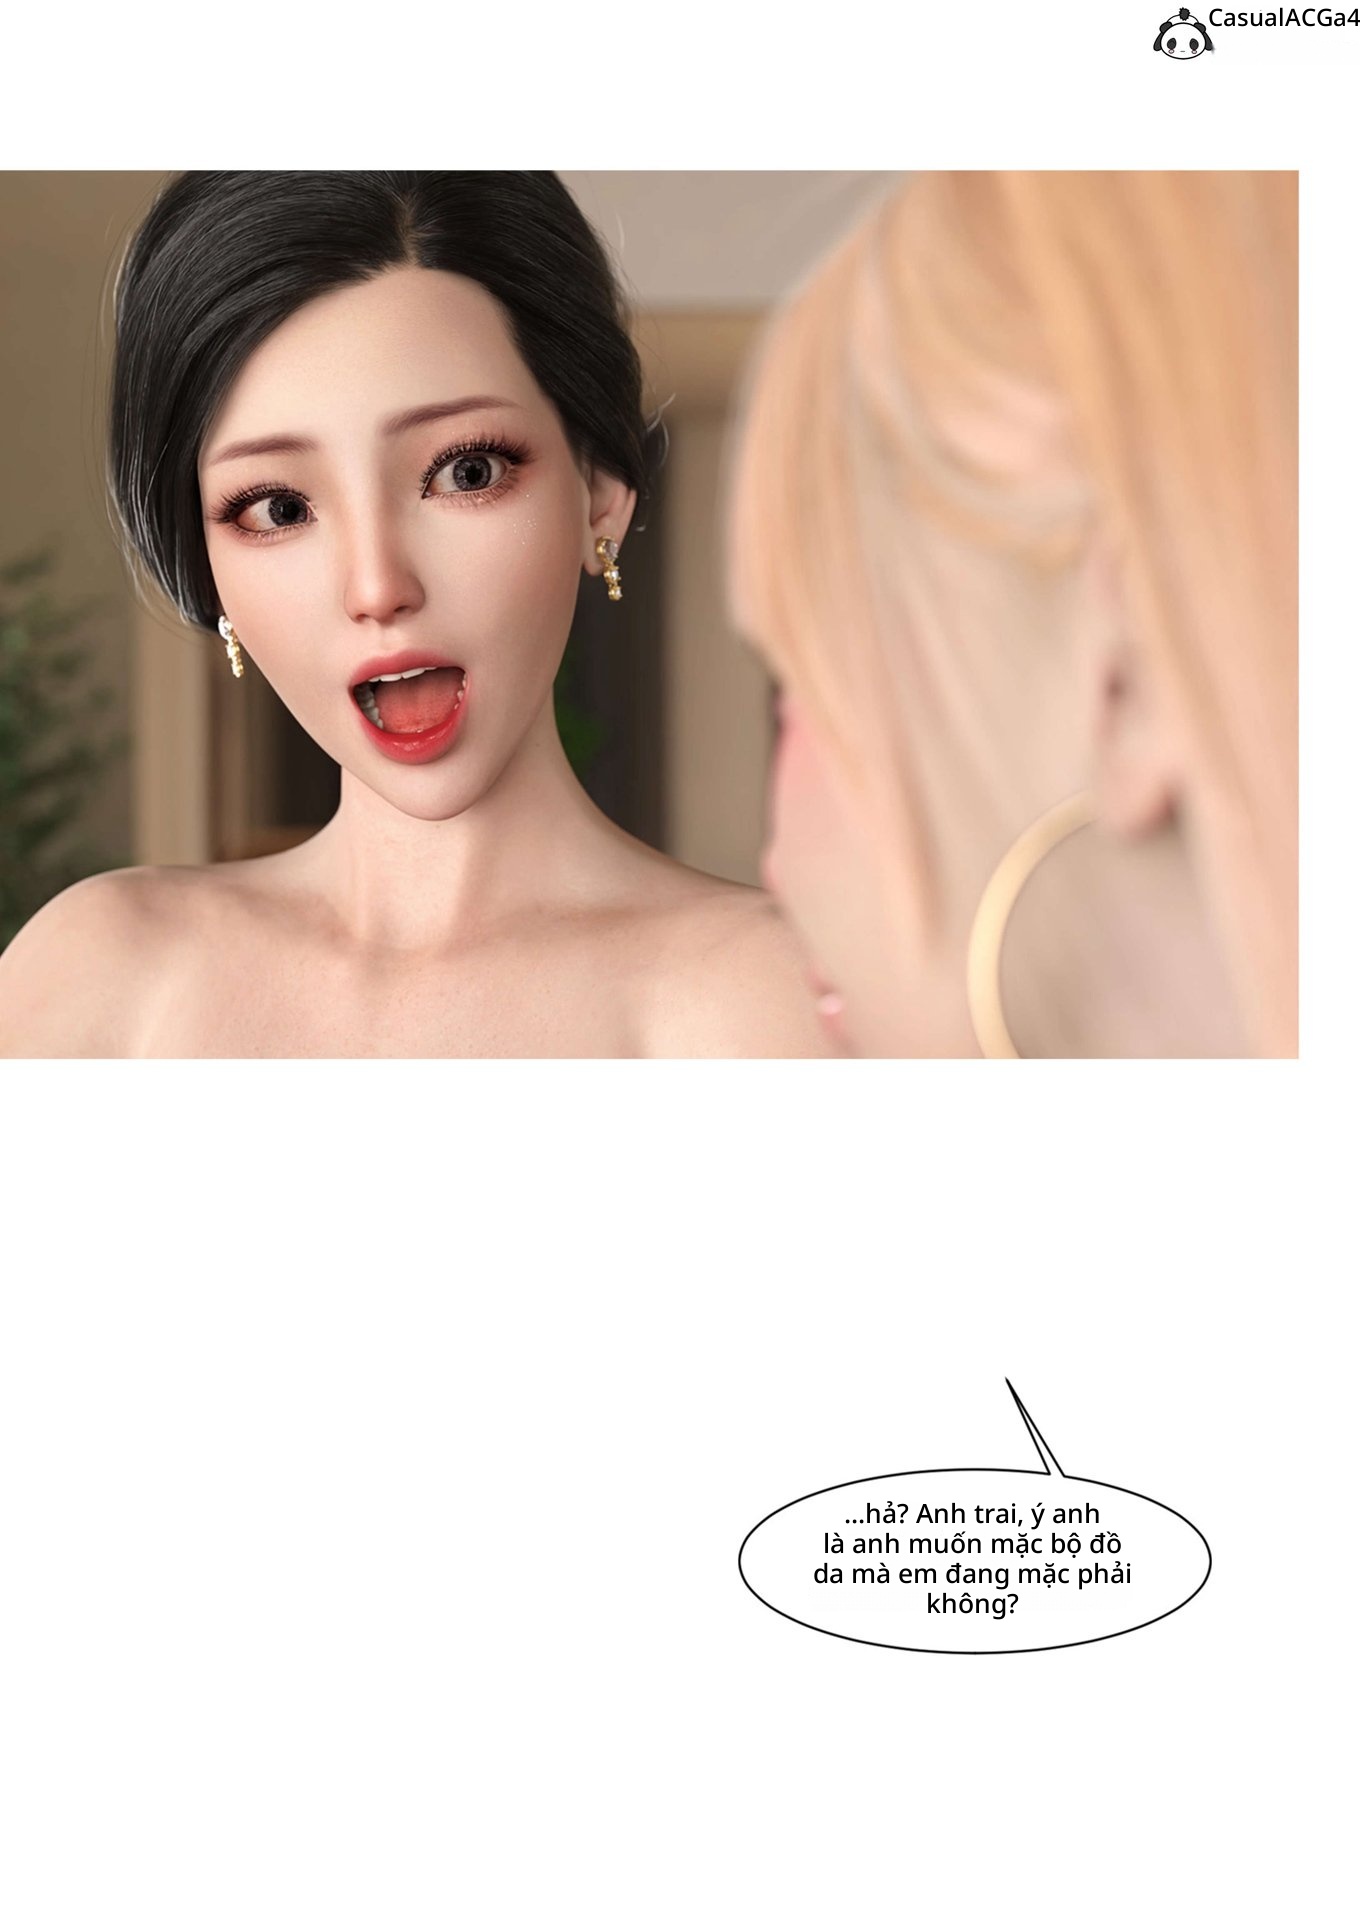 CasualACGa4
...hả? Anh trai, ý anh
là anh muốn mặc bộ đồ
da mà em đang mặc phải
không?